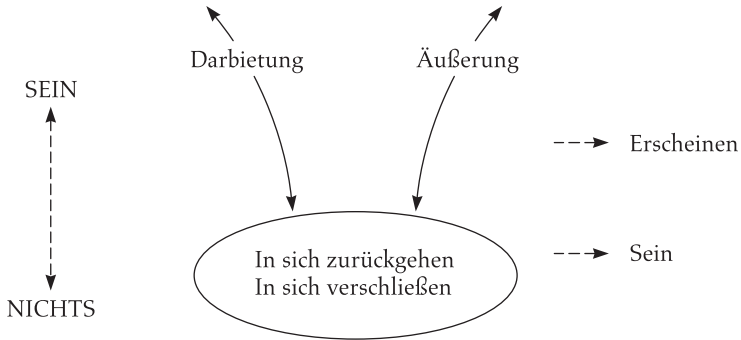 Darbietung
Äußerung
SEIN
Erscheinen
In sich zurückgehen
In sich verschließen
Sein
NICHTS